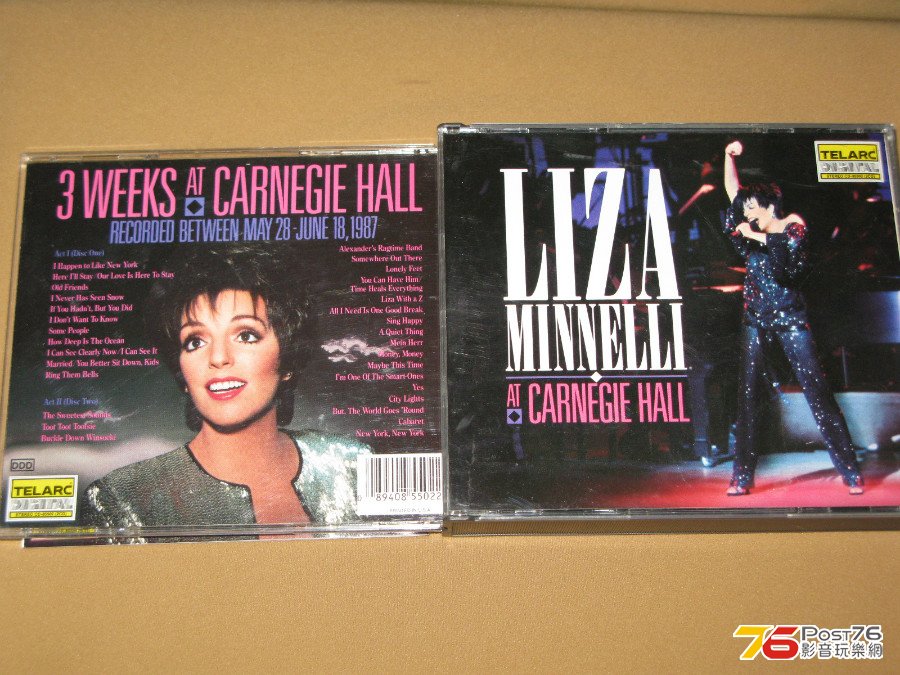 3 WEEKS AT CARNEGIE HALL
RECORDED BETWEEN MAY 28 - JUNE 18, 1987
Act I (Disc One)
I Happen to Like New York
Here I'll Stay/Our Love Is Here To Stay
Old Friends
I Never Has Seen Snow
If You Hadn't, But You Did
I Don't Want To Know
Some People
How Deep Is The Ocean
I Can See Clearly Now/I Can See It
Married/You Better Sit Down, Kids
Ring Them Bells
Act II (Disc Two)
The Sweetest Sounds
Toot Toot Tootsie
Buckle Down Winsocki
Alexander's Ragtime Band
Somewhere Out There
Lonely Feet
You Can Have Him/
Time Heals Everything
Liza With a Z
All I Need Is One Good Break
Sing Happy
A Quiet Thing
Mein Herr
Money, Money
Maybe This Time
I'm One Of The Smart Ones
Yes
City Lights
But, The World Goes 'Round
Cabaret
New York, New York
DDD
TELARC
DIGITAL
0 89408 55022
PRINTED IN U.S.A.
TELARC
DIGITAL
LIZA
MINNELLI
AT CARNEGIE HALL
76 Post76
影音玩樂網